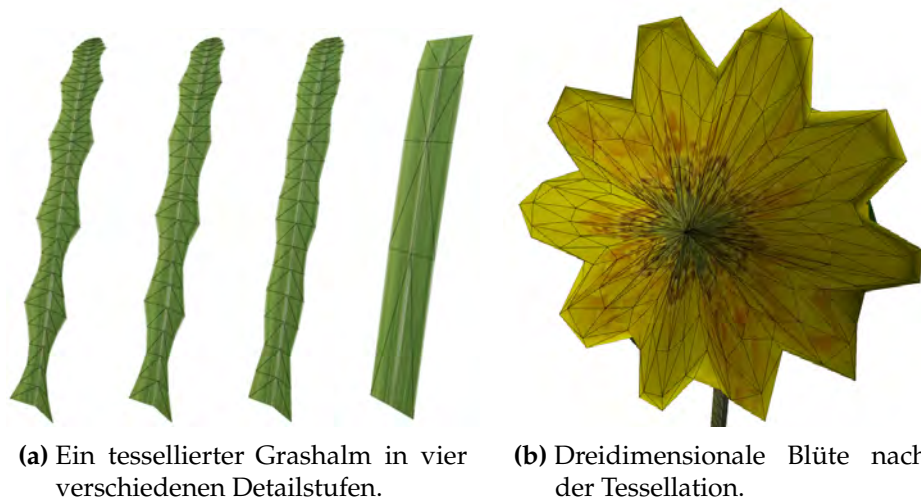 (a) Ein tessellierter Grashalm in vier
verschiedenen Detailstufen.
(b) Dreidimensionale Blüte nach
der Tessellation.